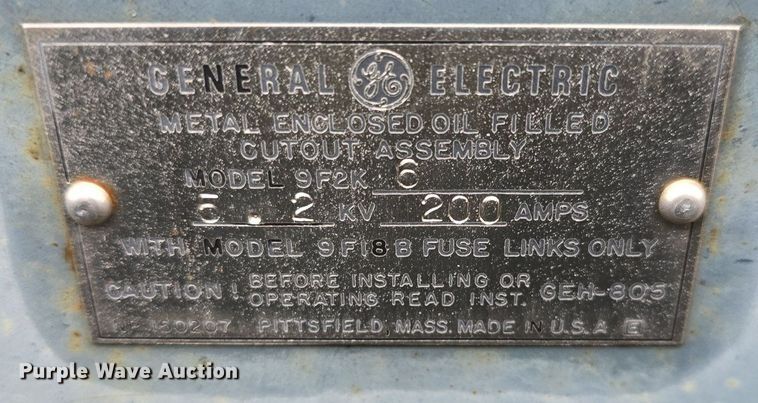 GENERAL GE ELECTRIC
METAL ENCLOSED OIL FILLED
CUTOUT ASSEMBLY
MODEL 9F2K 6
5.2 KV 200 AMPS
WITH MODEL 9F18B FUSE LINKS ONLY
CAUTION! BEFORE INSTALLING OR
OPERATING READ INST. GEH-805
PITTSFIELD, MASS. MADE IN U.S.A E
Purple Wave Auction